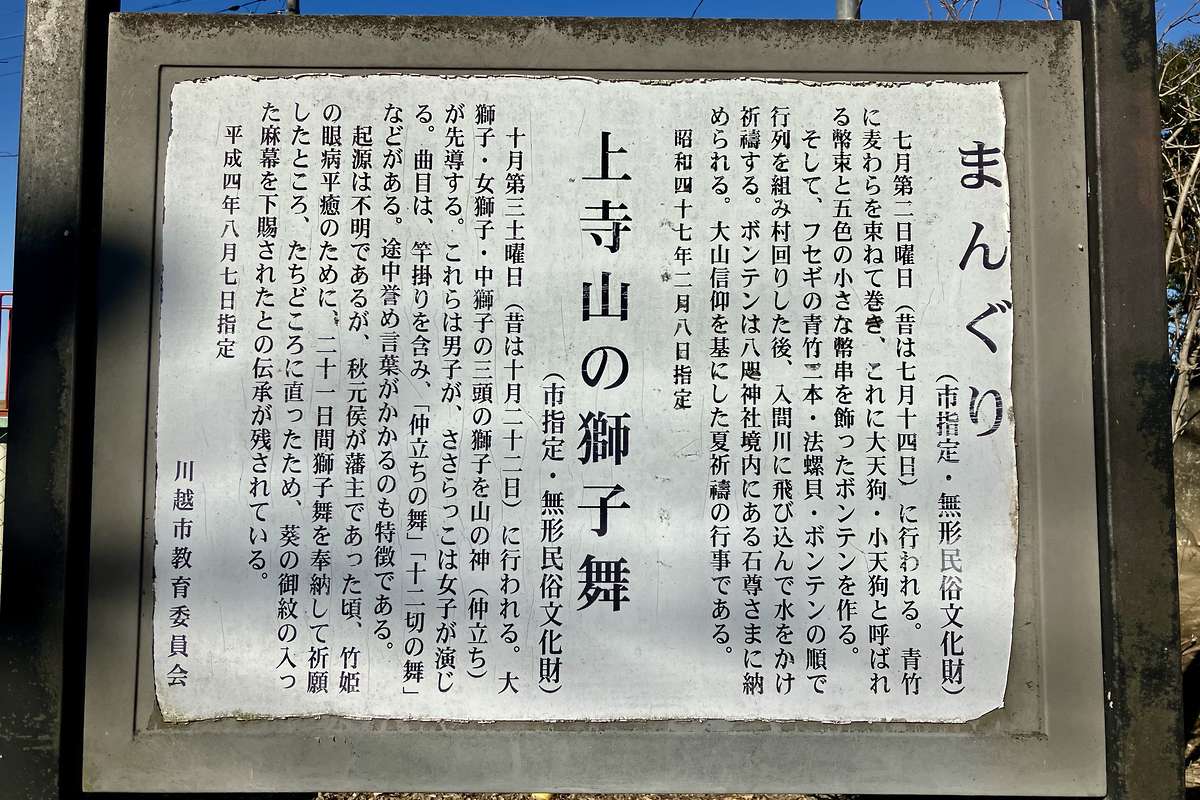 まんぐり
（市指定・無形民俗文化財）
七月第二日曜日（昔は七月十四日）に行われる。青竹
に麦わらを束ねて巻き、これに大天狗・小天狗と呼ばれ
る幣束と五色の小さな幣串を飾ったボンテンを作る。
そして、フセギの青竹二本・法螺貝・ボンテンの順で
行列を組み村回りした後、入間川に飛び込んで水をかけ
祈禱する。ボンテンは八咫神社境内にある石尊さまに納
められる。大山信仰を基にした夏祈禱の行事である。
昭和四十七年二月八日指定
上寺山の獅子舞
（市指定・無形民俗文化財）
十月第三土曜日（昔は十月二十二日）に行われる。大
獅子・女獅子・中獅子の三頭の獅子を山の神（仲立ち）
が先導する。これらは男子が、ささらっこは女子が演じ
る。曲目は、竿掛りを含み、「仲立ちの舞」「十二切の舞」
などがある。途中誉め言葉がかかるのも特徴である。
起源は不明であるが、秋元侯が藩主であった頃、竹姫
の眼病平癒のために、二十一日間獅子舞を奉納して祈願
したところ、たちどころに直ったため、葵の御紋の入っ
た麻幕を下賜されたとの伝承が残されている。
平成四年八月七日指定
川越市教育委員会